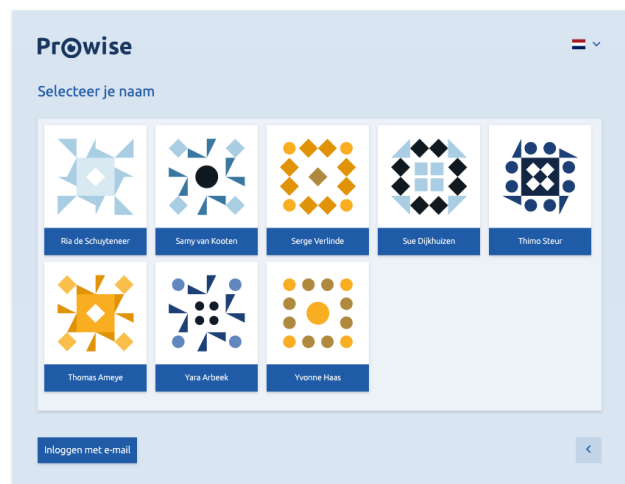 Prowise
Selecteer je naam
Ria de Schuyteneer
Samy van Kooten
Serge Verlinde
Sue Dijkhuizen
Thimo Steur
Thomas Ameye
Yara Arbeek
Yvonne Haas
Inloggen met e-mail